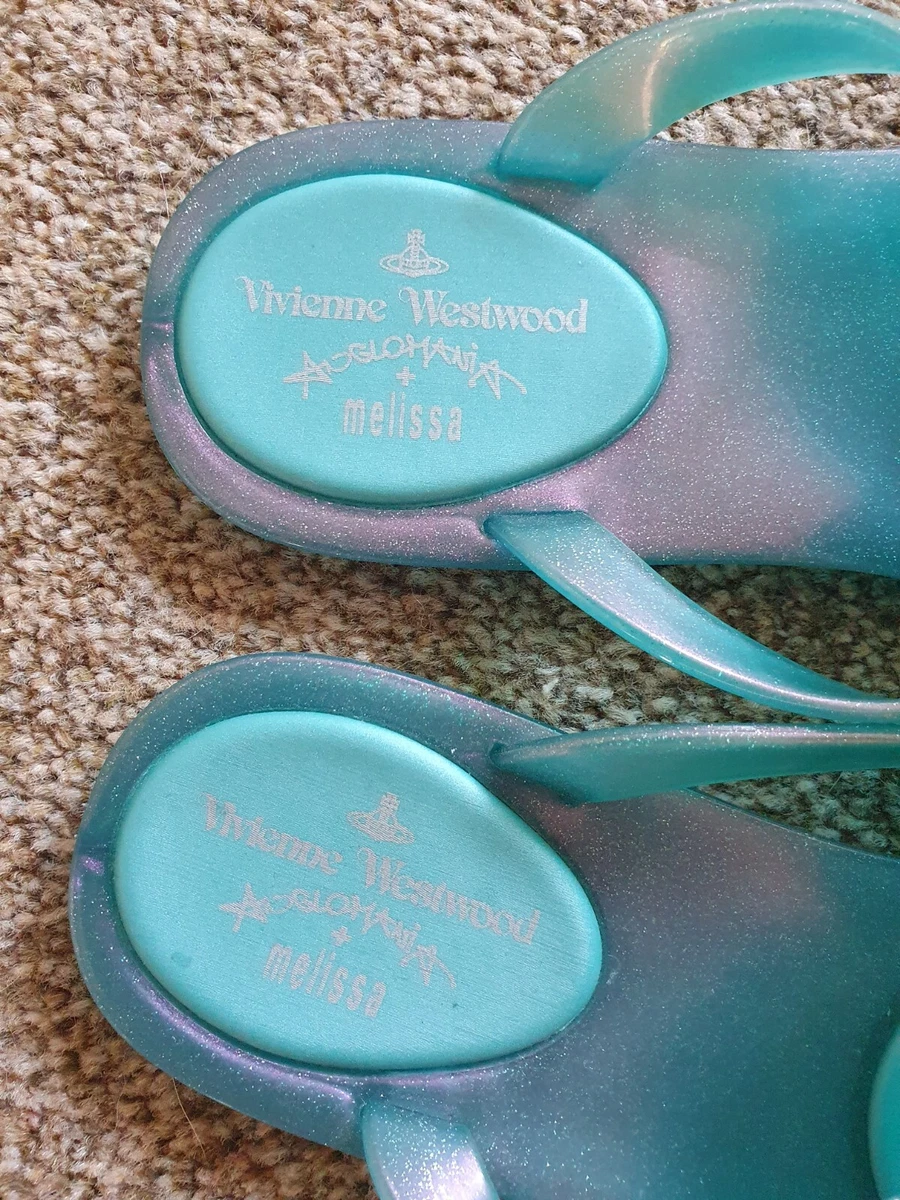 Vivienne Westwood
ANGLOMANIA
+
melissa
Vivienne Westwood
ANGLOMANIA
+
melissa